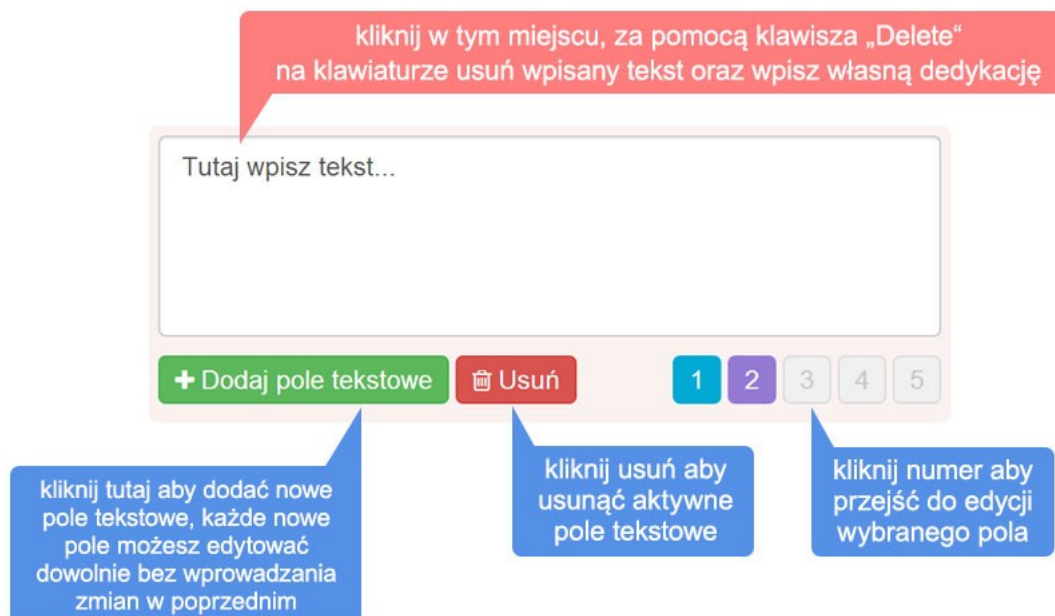 kliknij w tym miejscu, za pomocą klawisza „Delete“
na klawiaturze usuń wpisany tekst oraz wpisz własną dedykację
Tutaj wpisz tekst...
Dodaj pole tekstowe
Usuń
1 2 3 4 5
kliknij tutaj aby dodać nowe
pole tekstowe, każde nowe
pole możesz edytować
dowolnie bez wprowadzania
zmian w poprzednim
kliknij usuń aby
usunąć aktywne
pole tekstowe
kliknij numer aby
przejść do edycji
wybranego pola